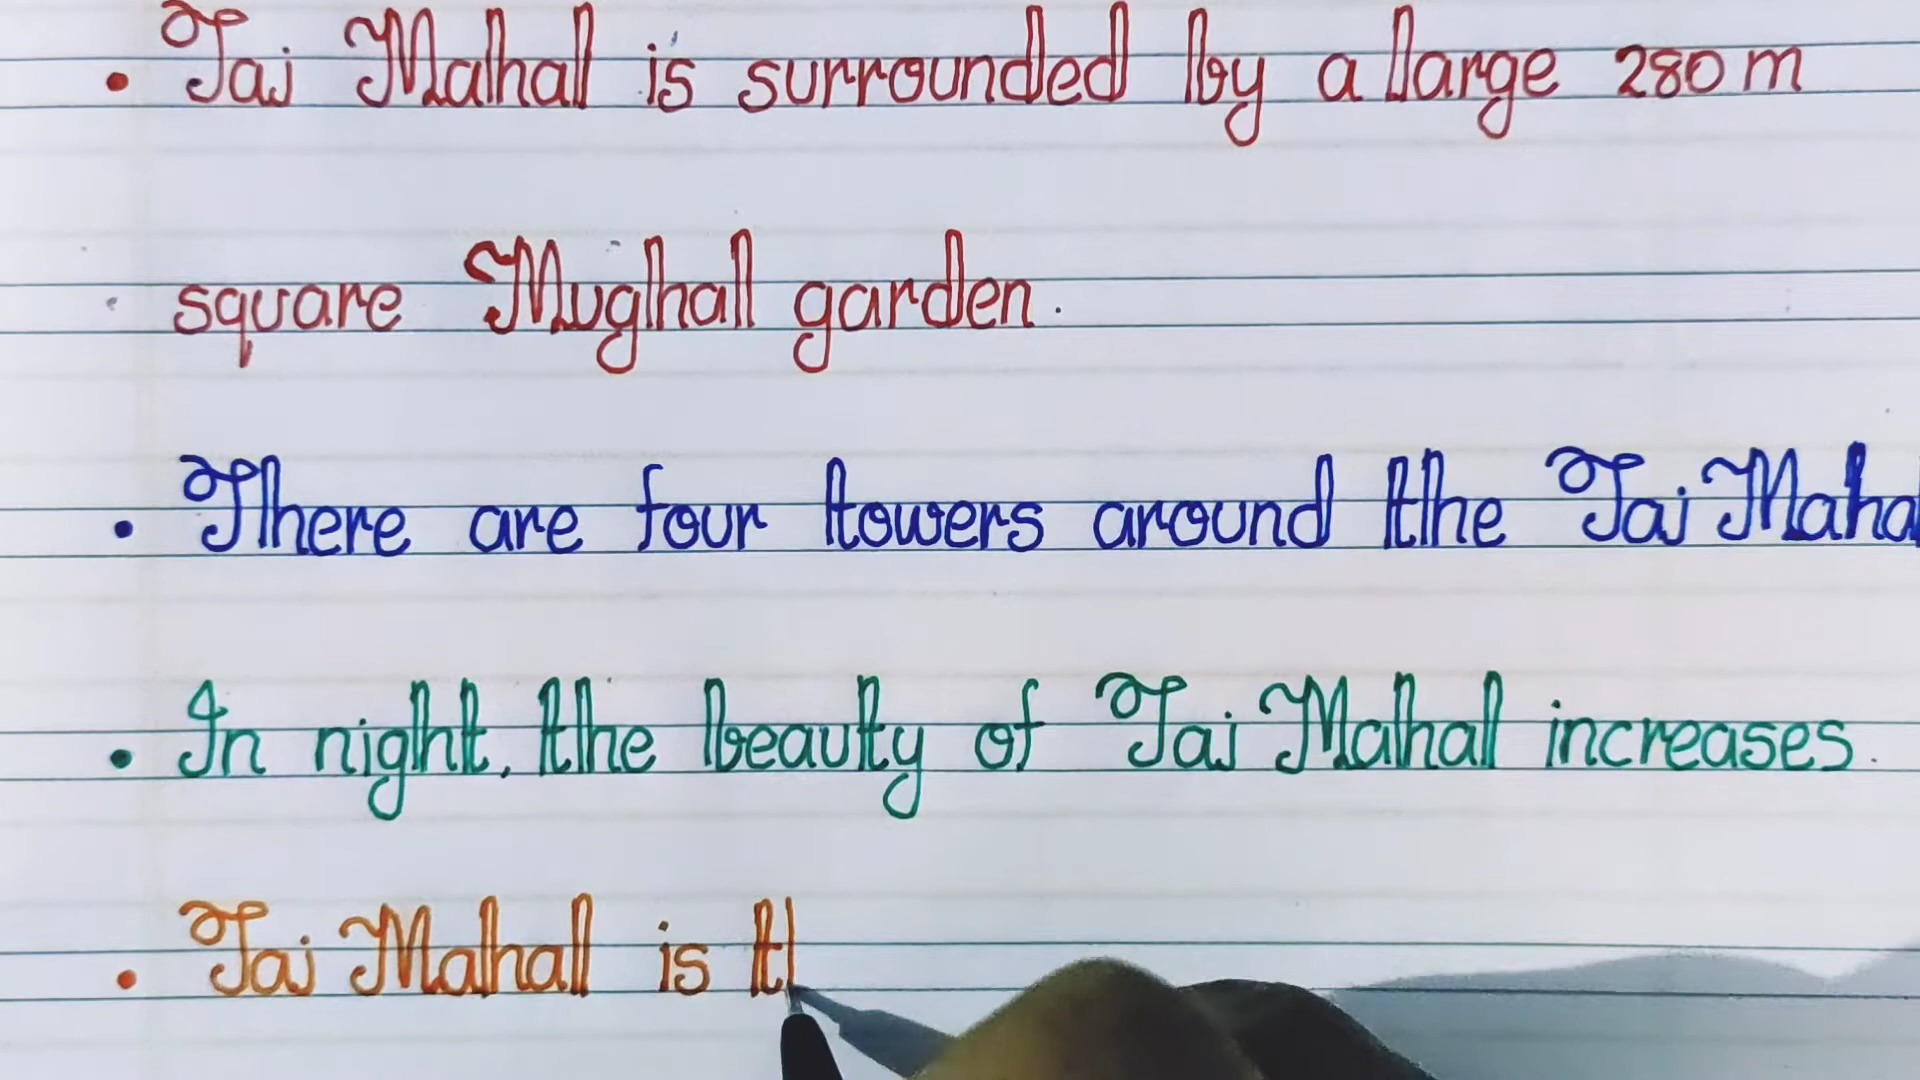 • Taj Mahal is surrounded by a large 280 m
square Mughal garden.
• There are four towers around the Taj Maha
• In night, the beauty of Taj Mahal increases.
• Taj Mahal is th